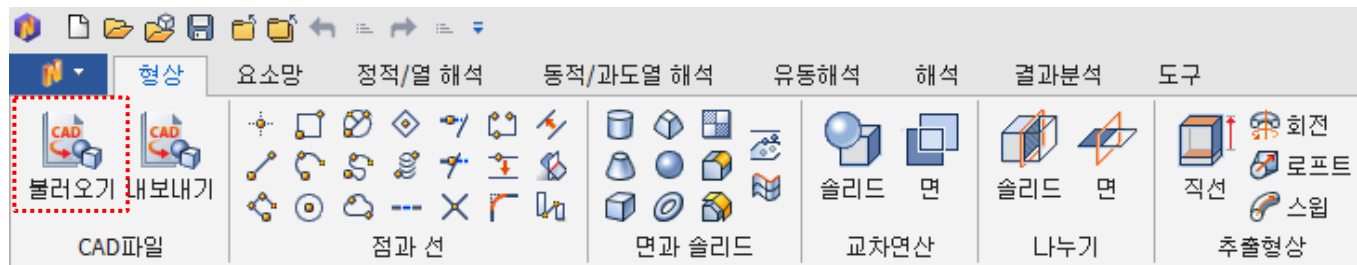 형상 요소망 정적/열 해석 동적/과도열 해석 유동해석 해석 결과분석 도구
CAD CAD
불러오기 내보내기 솔리드 면 솔리드 면 직선 회전
로프트
스윕
CAD파일 점과 선 면과 솔리드 교차연산 나누기 추출형상